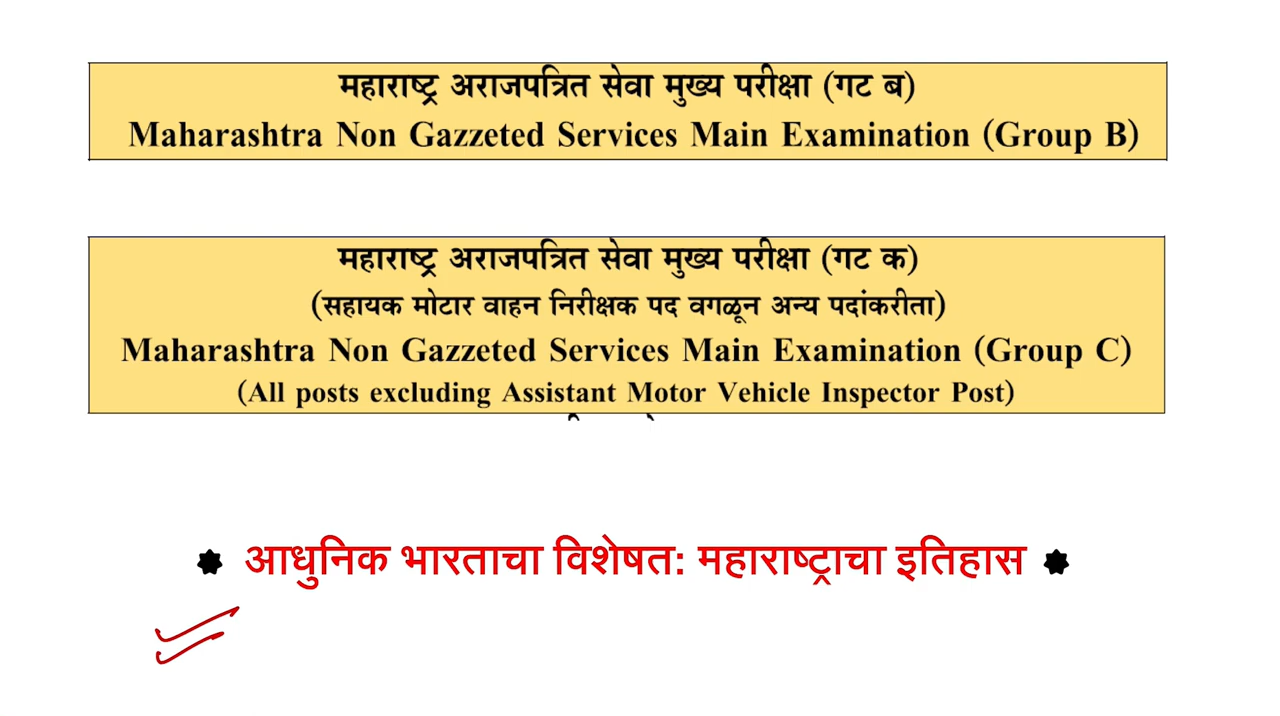 महाराष्ट्र अराजपत्रित सेवा मुख्य परीक्षा (गट ब)
Maharashtra Non Gazzeted Services Main Examination (Group B)
महाराष्ट्र अराजपत्रित सेवा मुख्य परीक्षा (गट क)
(सहायक मोटार वाहन निरीक्षक पद वगळून अन्य पदांकरीता)
Maharashtra Non Gazzeted Services Main Examination (Group C)
(All posts excluding Assistant Motor Vehicle Inspector Post)
आधुनिक भारताचा विशेषत: महाराष्ट्राचा इतिहास